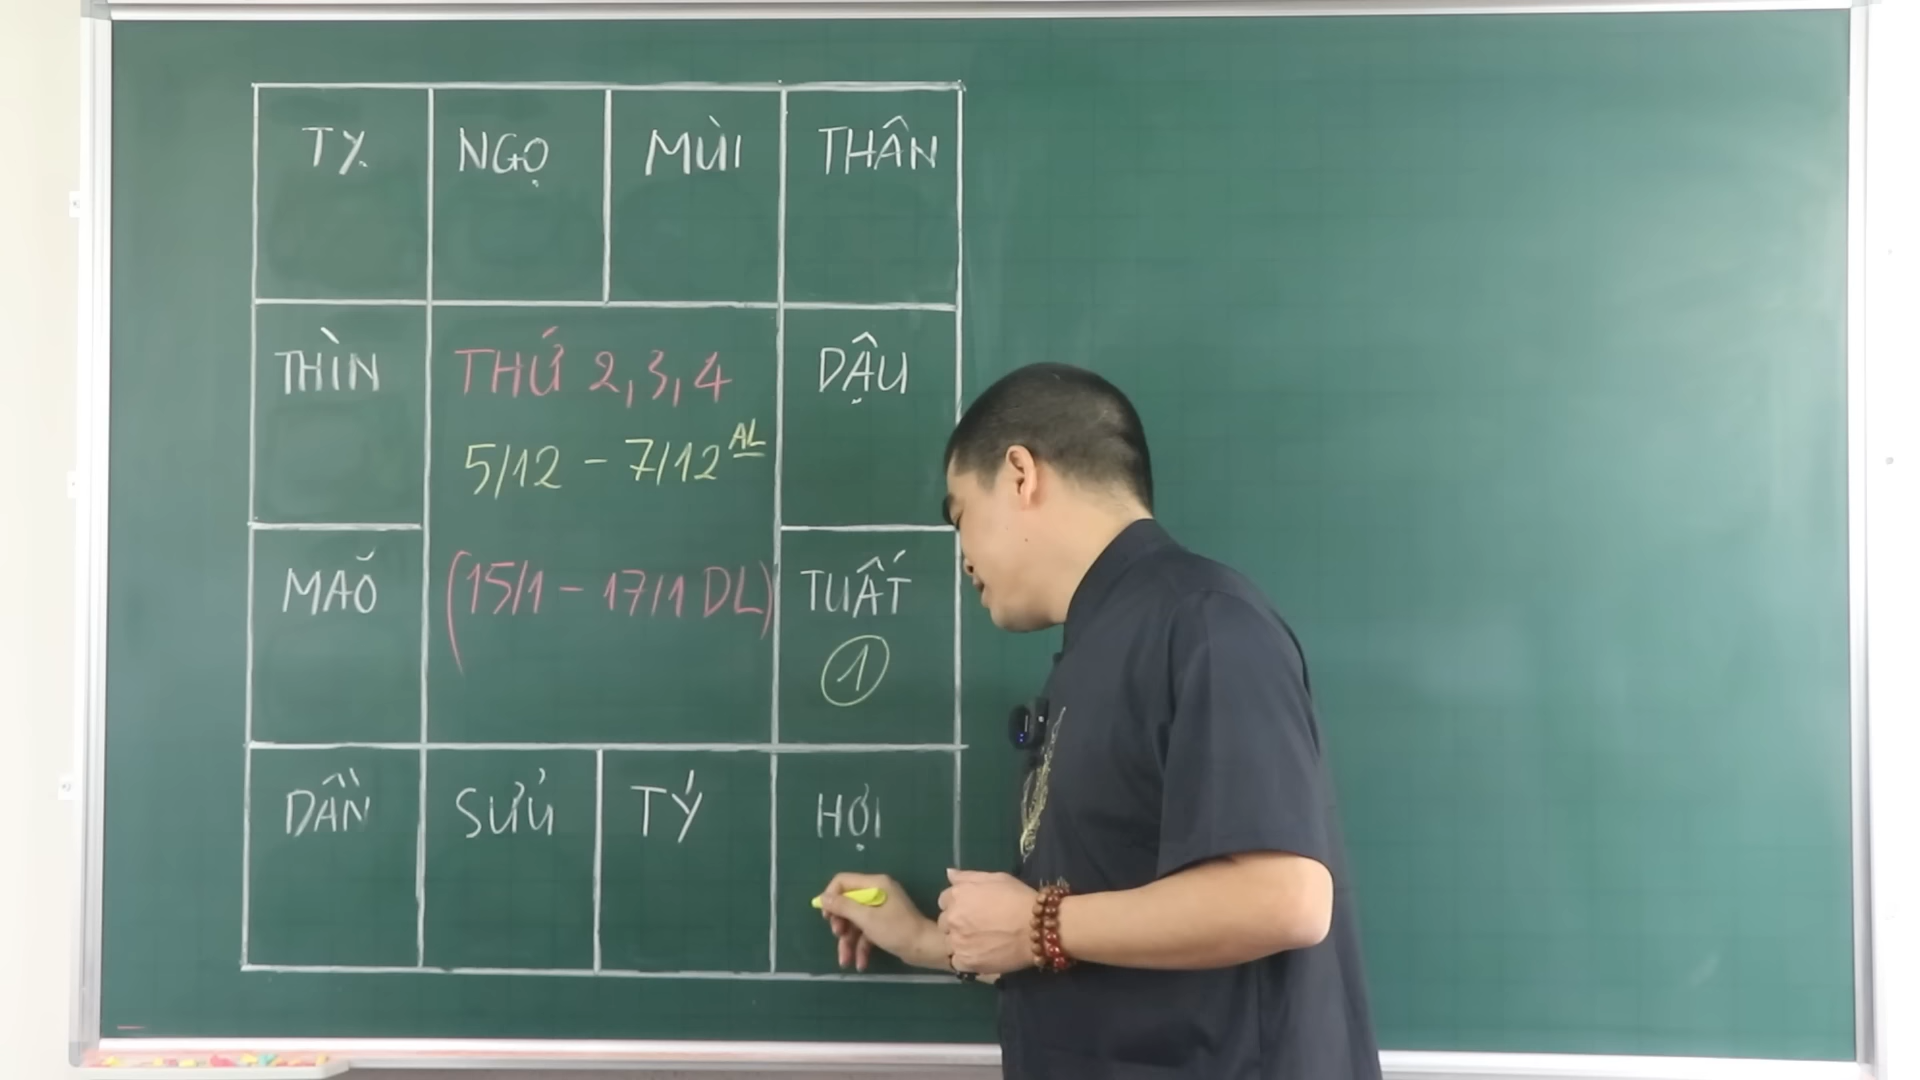 TỴ NGỌ MÙI THÂN
THÌN THỨ 2, 3, 4 DẬU
5/12 - 7/12 AL
MÃO (15/1 - 17/1 DL) TUẤT
1
DẦN SỬU TÝ HỢI